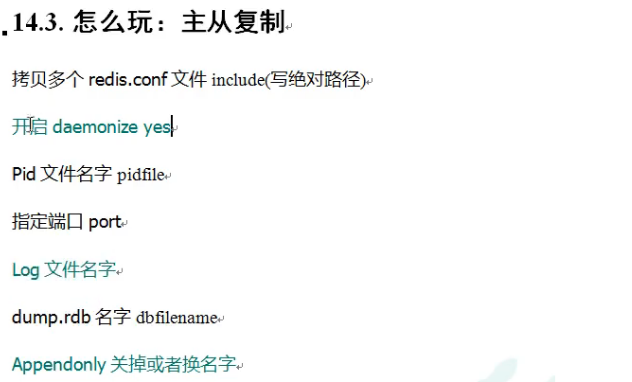 14.3. 怎么玩：主从复制
拷贝多个 redis.conf 文件 include(写绝对路径)
开启 daemonize yes
Pid 文件名字 pidfile
指定端口 port
Log 文件名字
dump.rdb 名字 dbfilename
Appendonly 关掉或者换名字